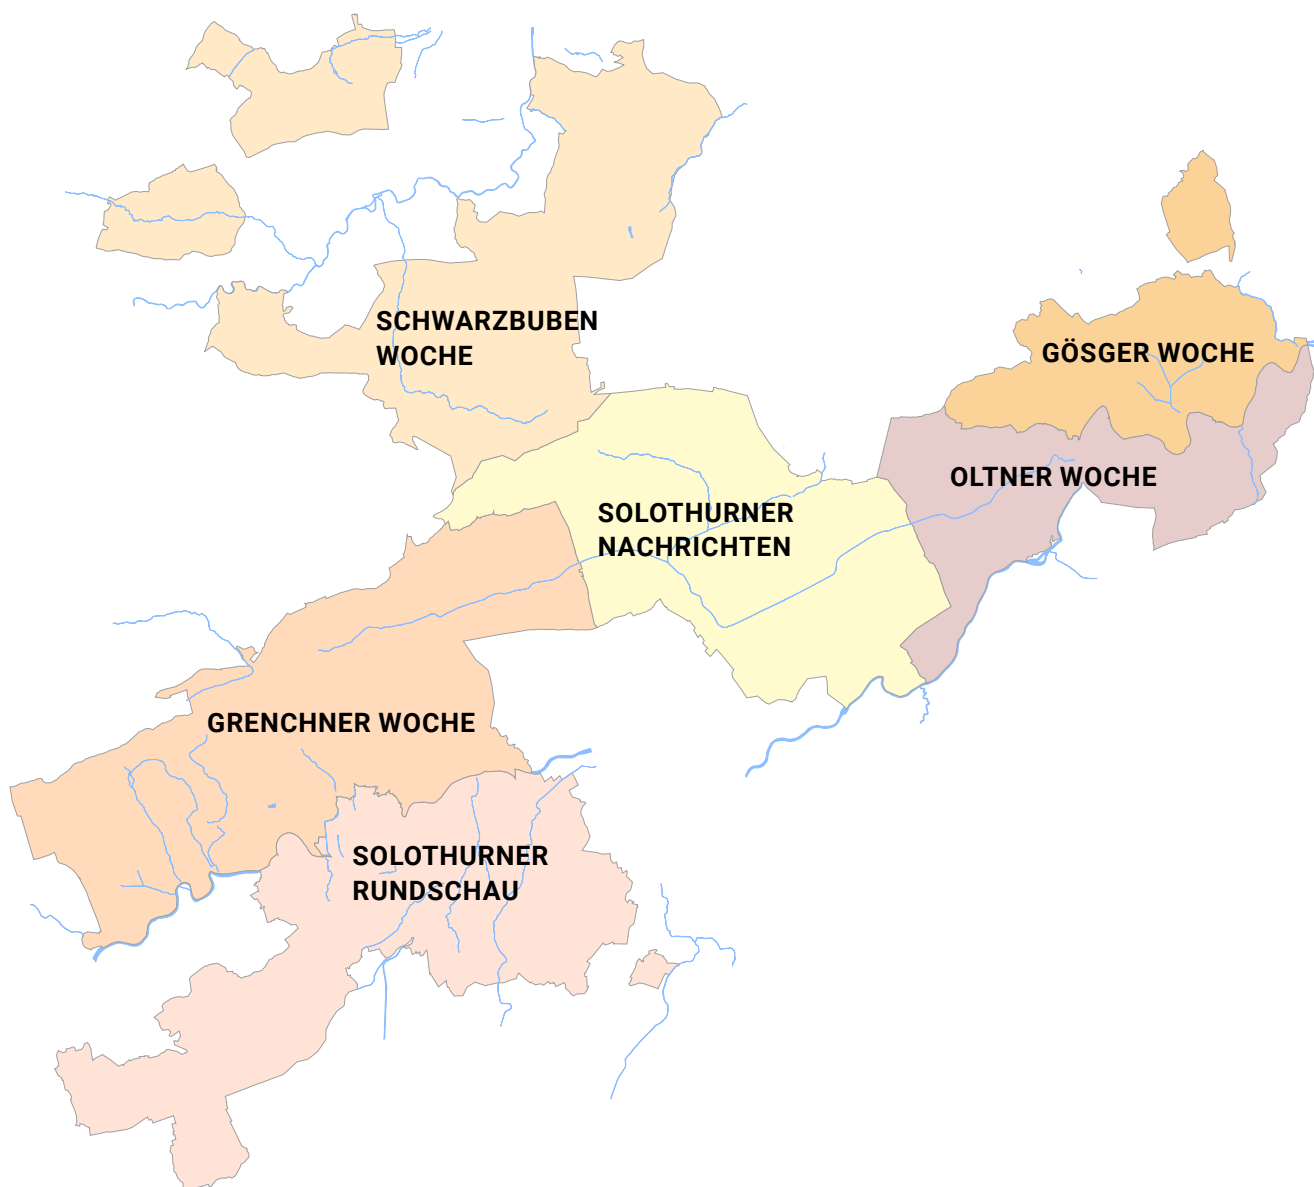 SCHWARZBUBEN
WOCHE
GÖSGER WOCHE
OLTNER WOCHE
SOLOTHURNER
NACHRICHTEN
GRENCHNER WOCHE
SOLOTHURNER
RUNDSCHAU